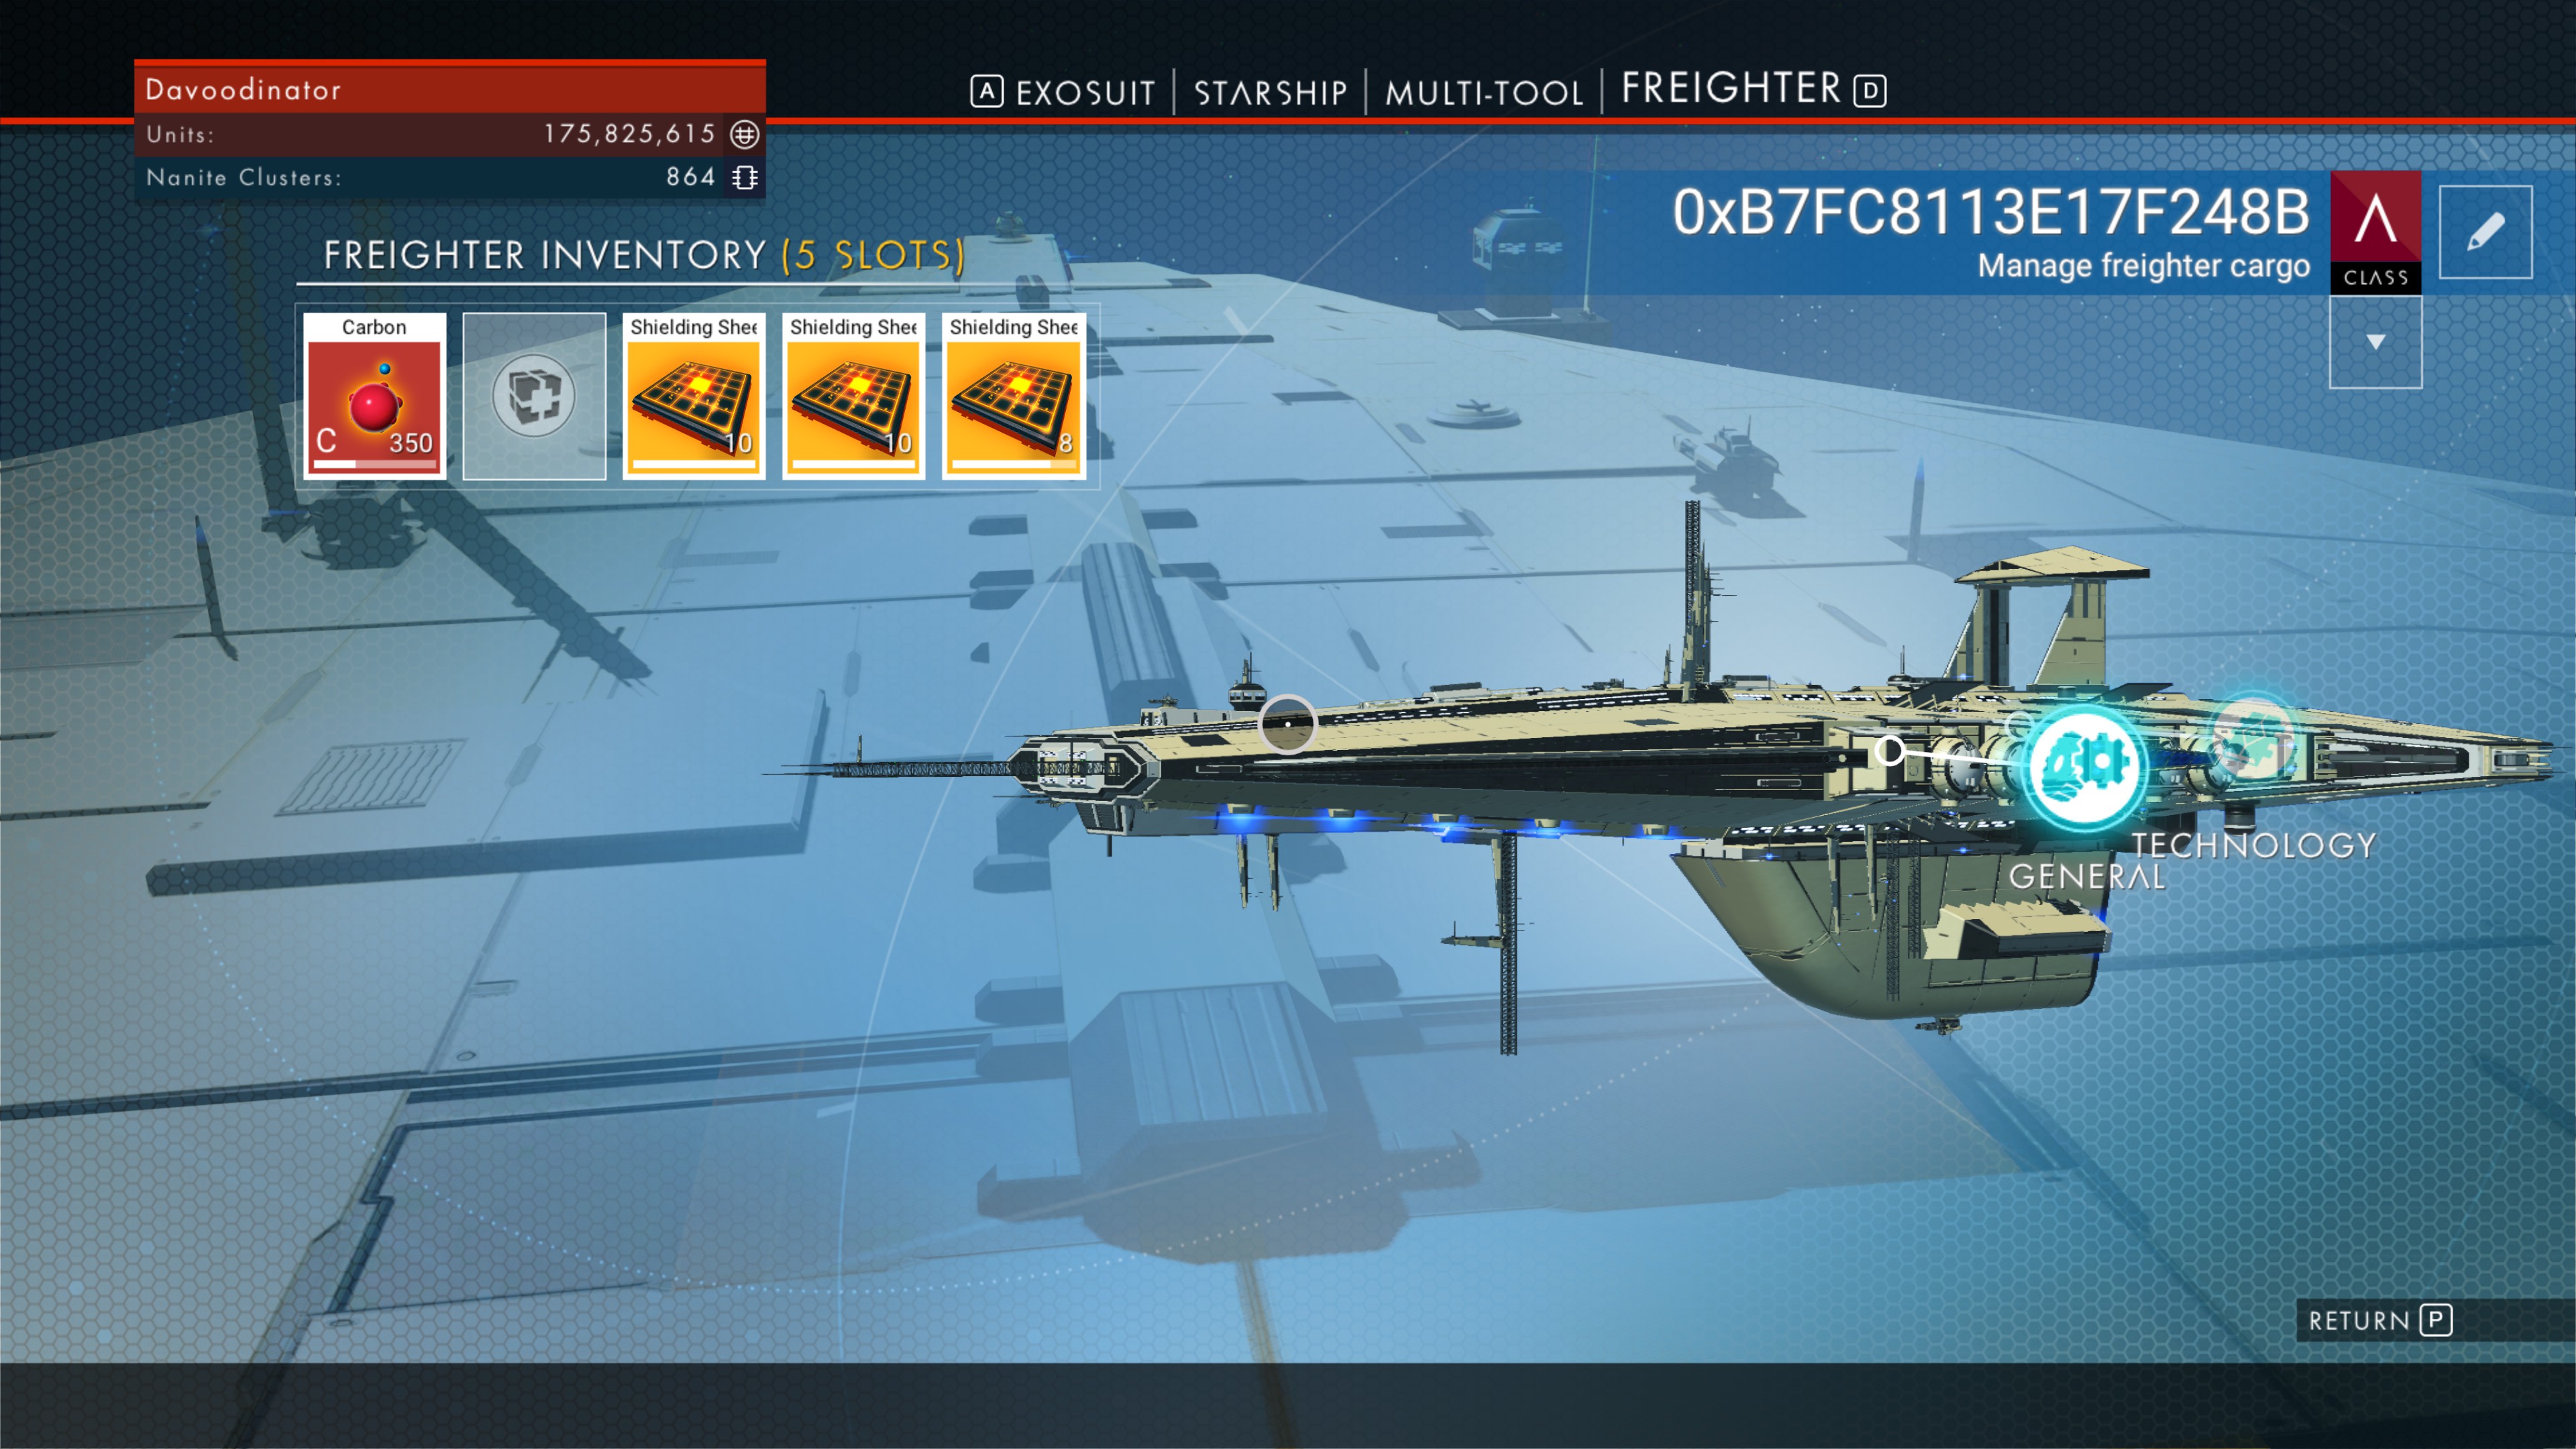 Davoodinator
Units: 175,825,615
Nanite Clusters: 864
A EXOSUIT STARSHIP MULTI-TOOL FREIGHTER D
0xB7FC8113E17F248B
Manage freighter cargo
CLASS
FREIGHTER INVENTORY (5 SLOTS)
Carbon
C 350
Shielding Shee
10
Shielding Shee
10
Shielding Shee
8
TECHNOLOGY
GENERAL
RETURN P